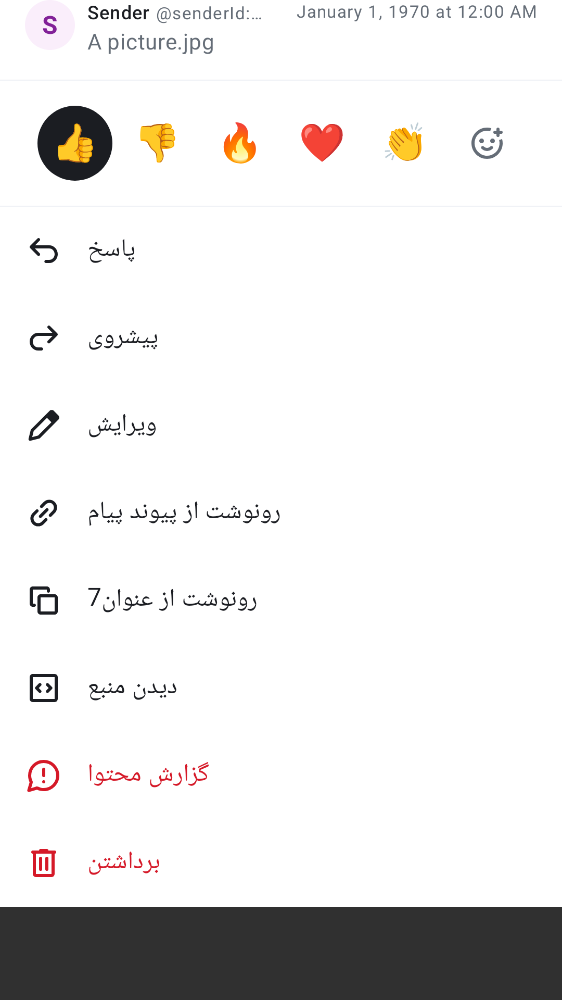 S
Sender @senderId:… January 1, 1970 at 12:00 AM
A picture.jpg
پاسخ
پیشروی
ویرایش
رونوشت از پیوند پیام
رونوشت از عنوان7
دیدن منبع
گزارش محتوا
برداشتن